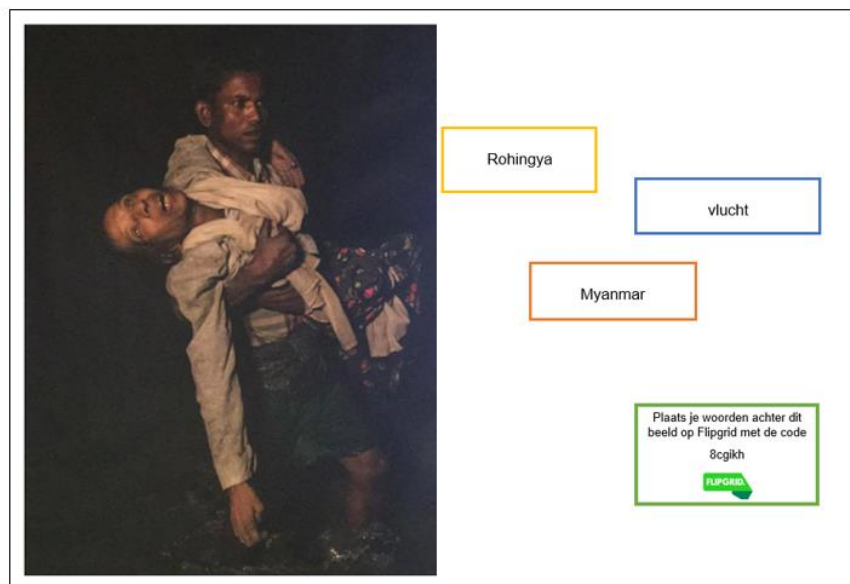 Rohingya
vlucht
Myanmar
Plaats je woorden achter dit
beeld op Flipgrid met de code
8cgikh
FLIPGRID.